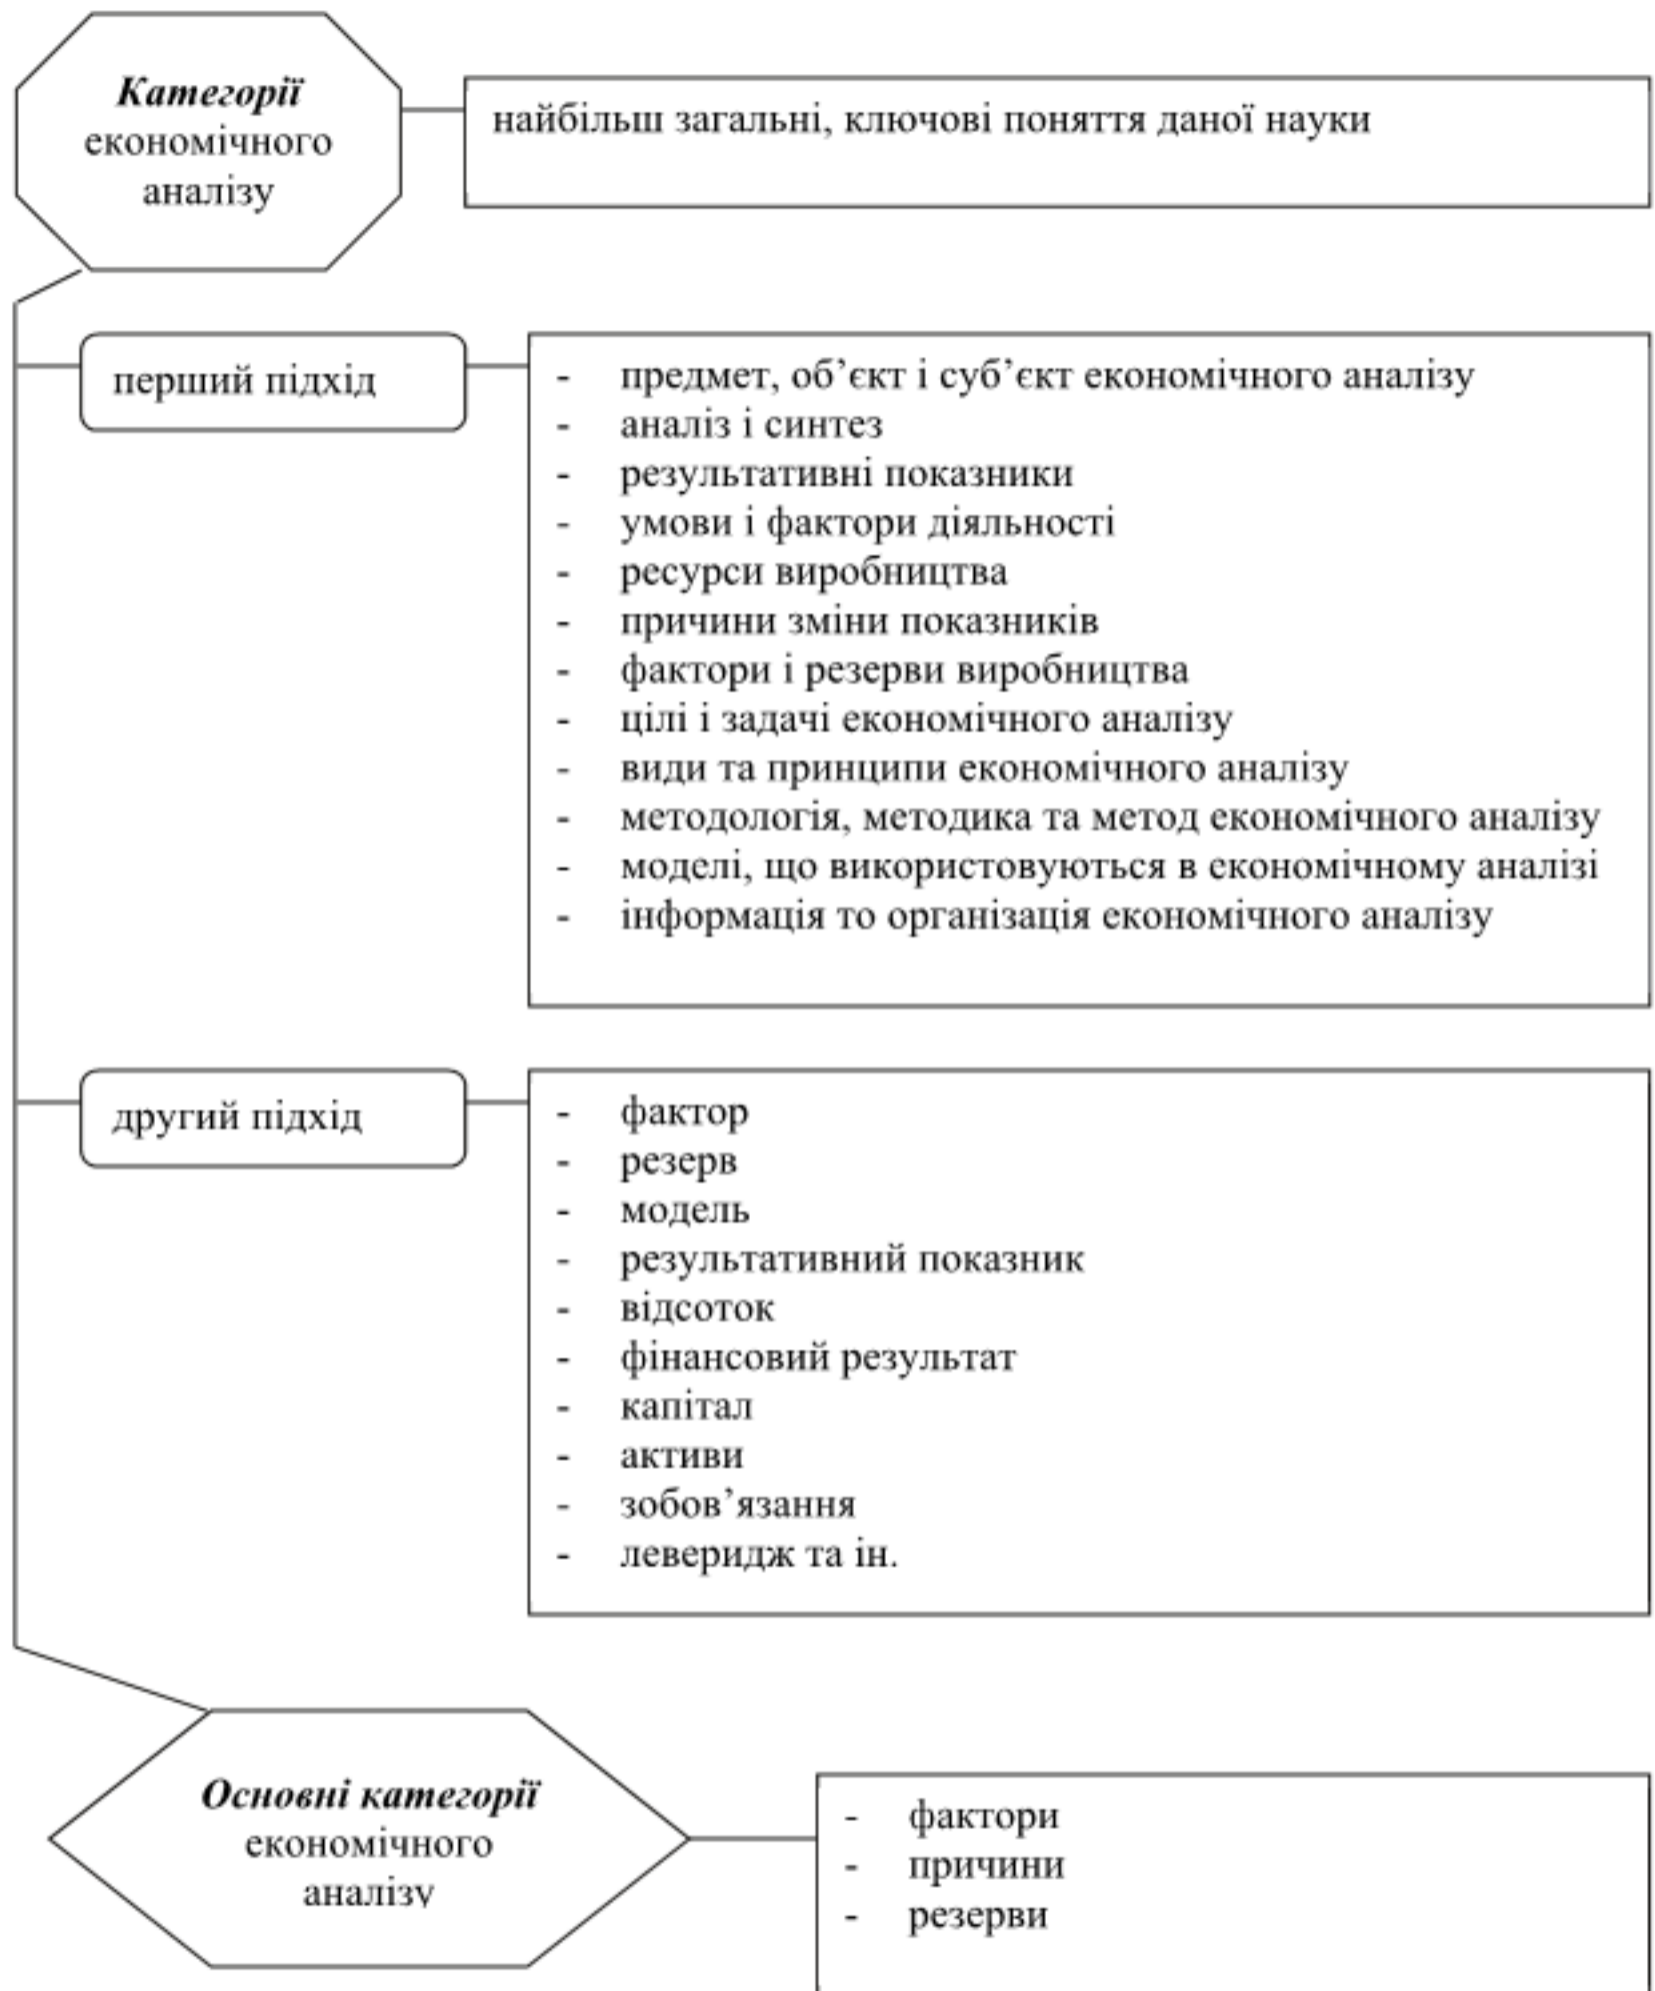 Категорії
економічного
аналізу
найбільш загальні, ключові поняття даної науки
перший підхід
- предмет, об’єкт і суб’єкт економічного аналізу
- аналіз і синтез
- результативні показники
- умови і фактори діяльності
- ресурси виробництва
- причини зміни показників
- фактори і резерви виробництва
- цілі і задачі економічного аналізу
- види та принципи економічного аналізу
- методологія, методика та метод економічного аналізу
- моделі, що використовуються в економічному аналізі
- інформація то організація економічного аналізу
другий підхід
- фактор
- резерв
- модель
- результативний показник
- відсоток
- фінансовий результат
- капітал
- активи
- зобов’язання
- леверидж та ін.
Основні категорії
економічного
аналізу
- фактори
- причини
- резерви